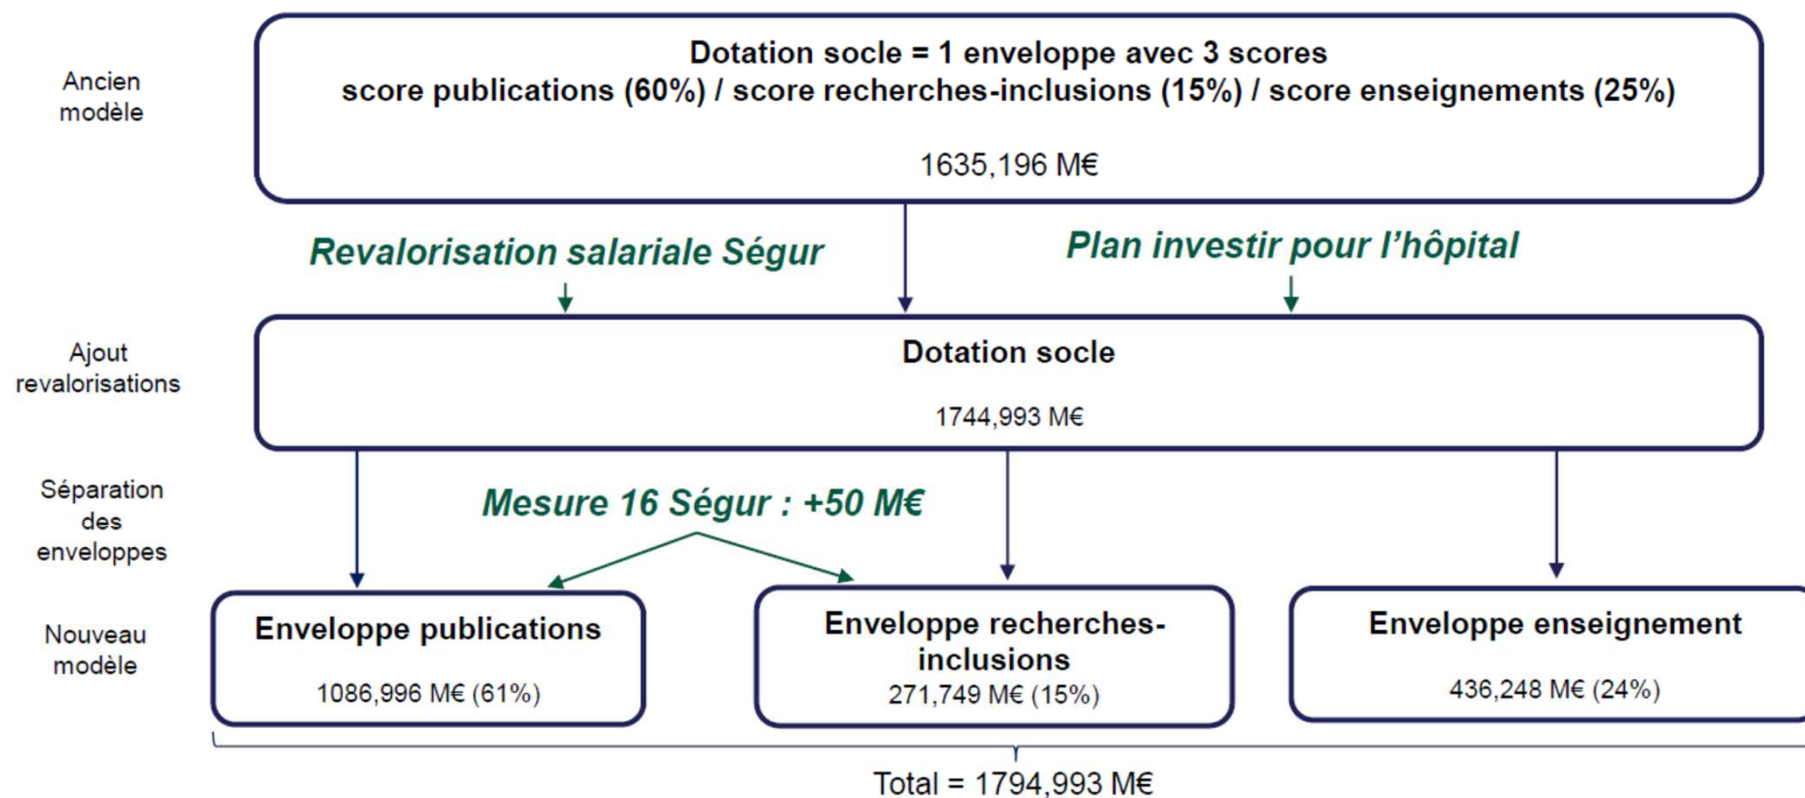 Ancien
modèle
Dotation socle = 1 enveloppe avec 3 scores
score publications (60%) / score recherches-inclusions (15%) / score enseignements (25%)
1635,196 M€
Revalorisation salariale Ségur
Plan investir pour l’hôpital
Ajout
revalorisations
Dotation socle
1744,993 M€
Séparation
des
enveloppes
Mesure 16 Ségur : +50 M€
Nouveau
modèle
Enveloppe publications
1086,996 M€ (61%)
Enveloppe recherches-
inclusions
271,749 M€ (15%)
Enveloppe enseignement
436,248 M€ (24%)
Total = 1794,993 M€